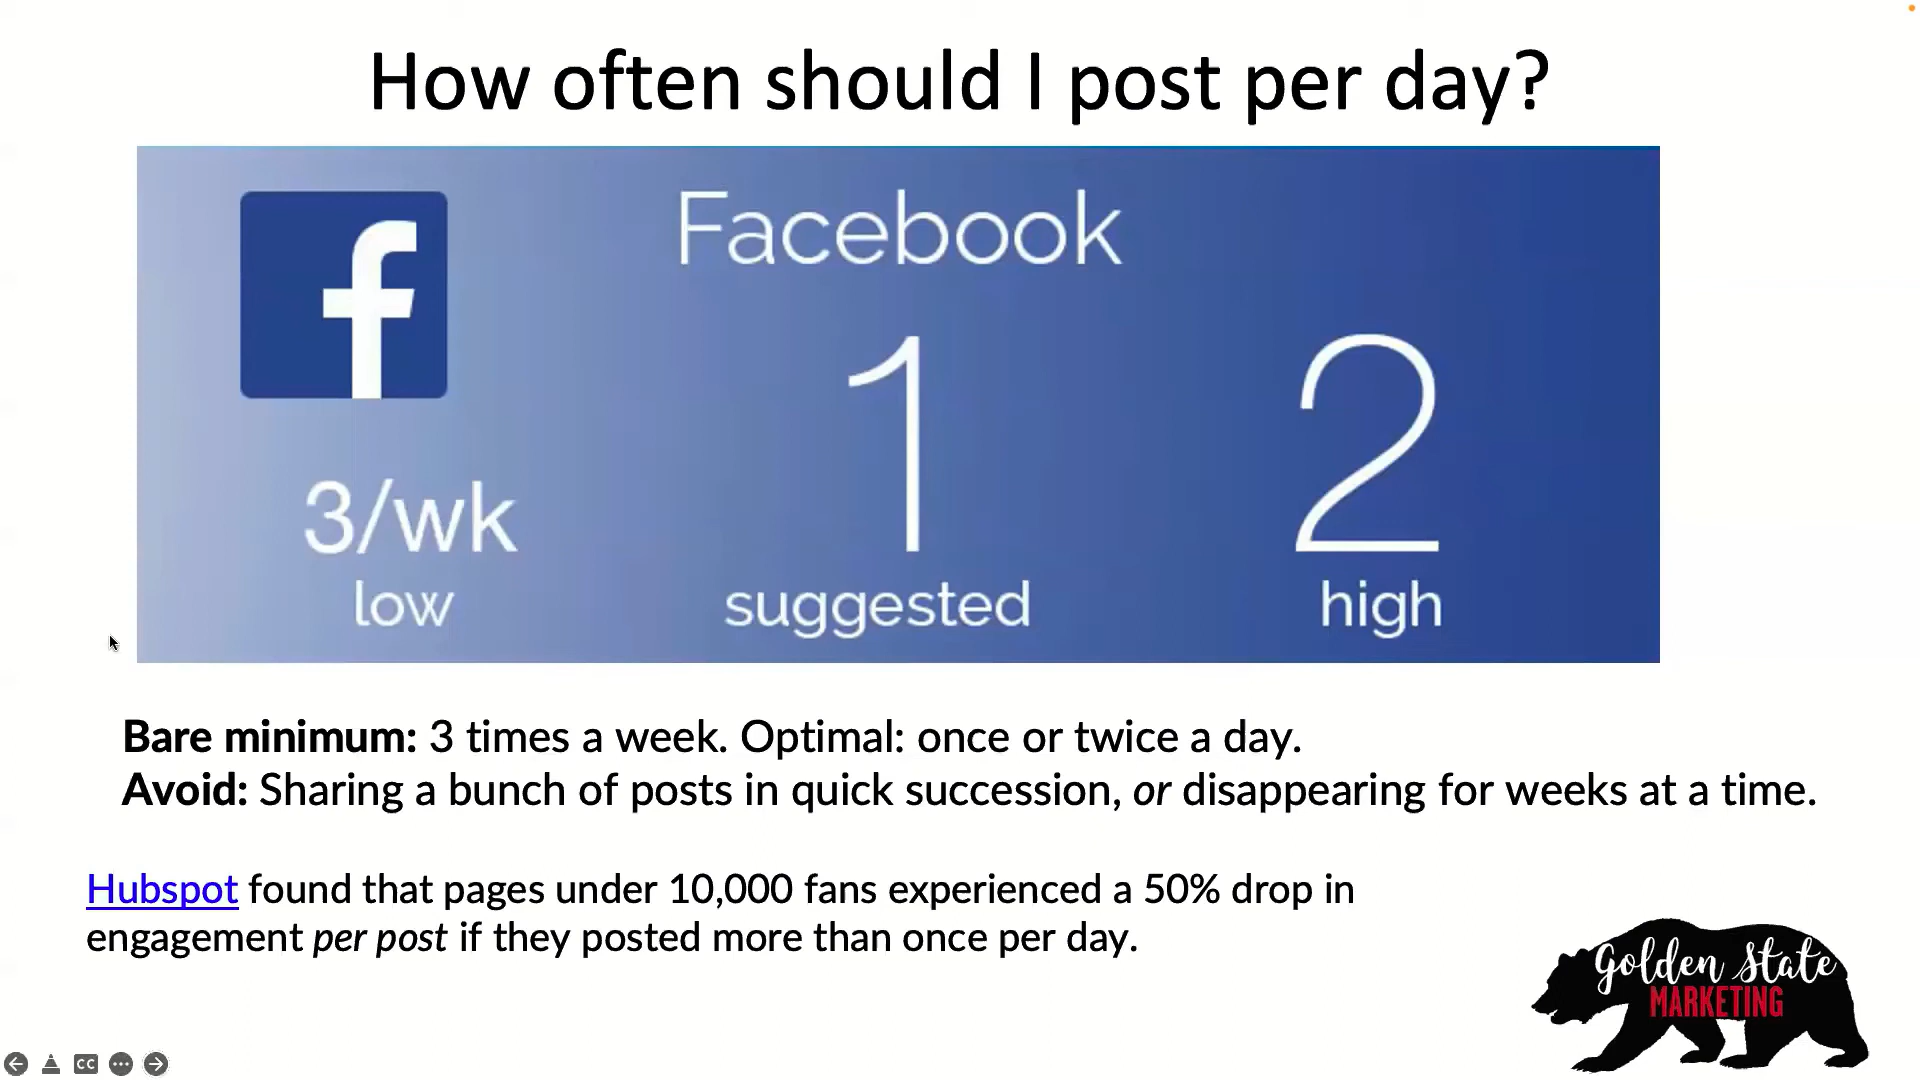 How often should I post per day?
f
Facebook
3/wk 1 2
low suggested high
Bare minimum: 3 times a week. Optimal: once or twice a day.
Avoid: Sharing a bunch of posts in quick succession, or disappearing for weeks at a time.
Hubspot found that pages under 10,000 fans experienced a 50% drop in
engagement per post if they posted more than once per day.
Golden State
MARKETING
CC